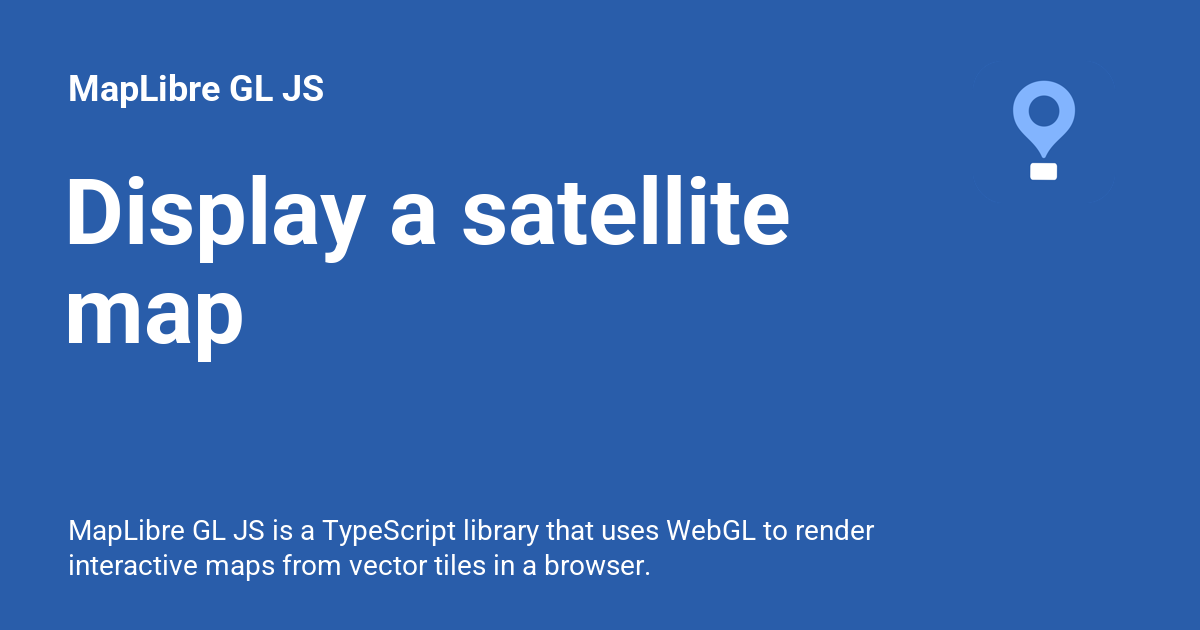 MapLibre GL JS
Display a satellite
map
MapLibre GL JS is a TypeScript library that uses WebGL to render
interactive maps from vector tiles in a browser.